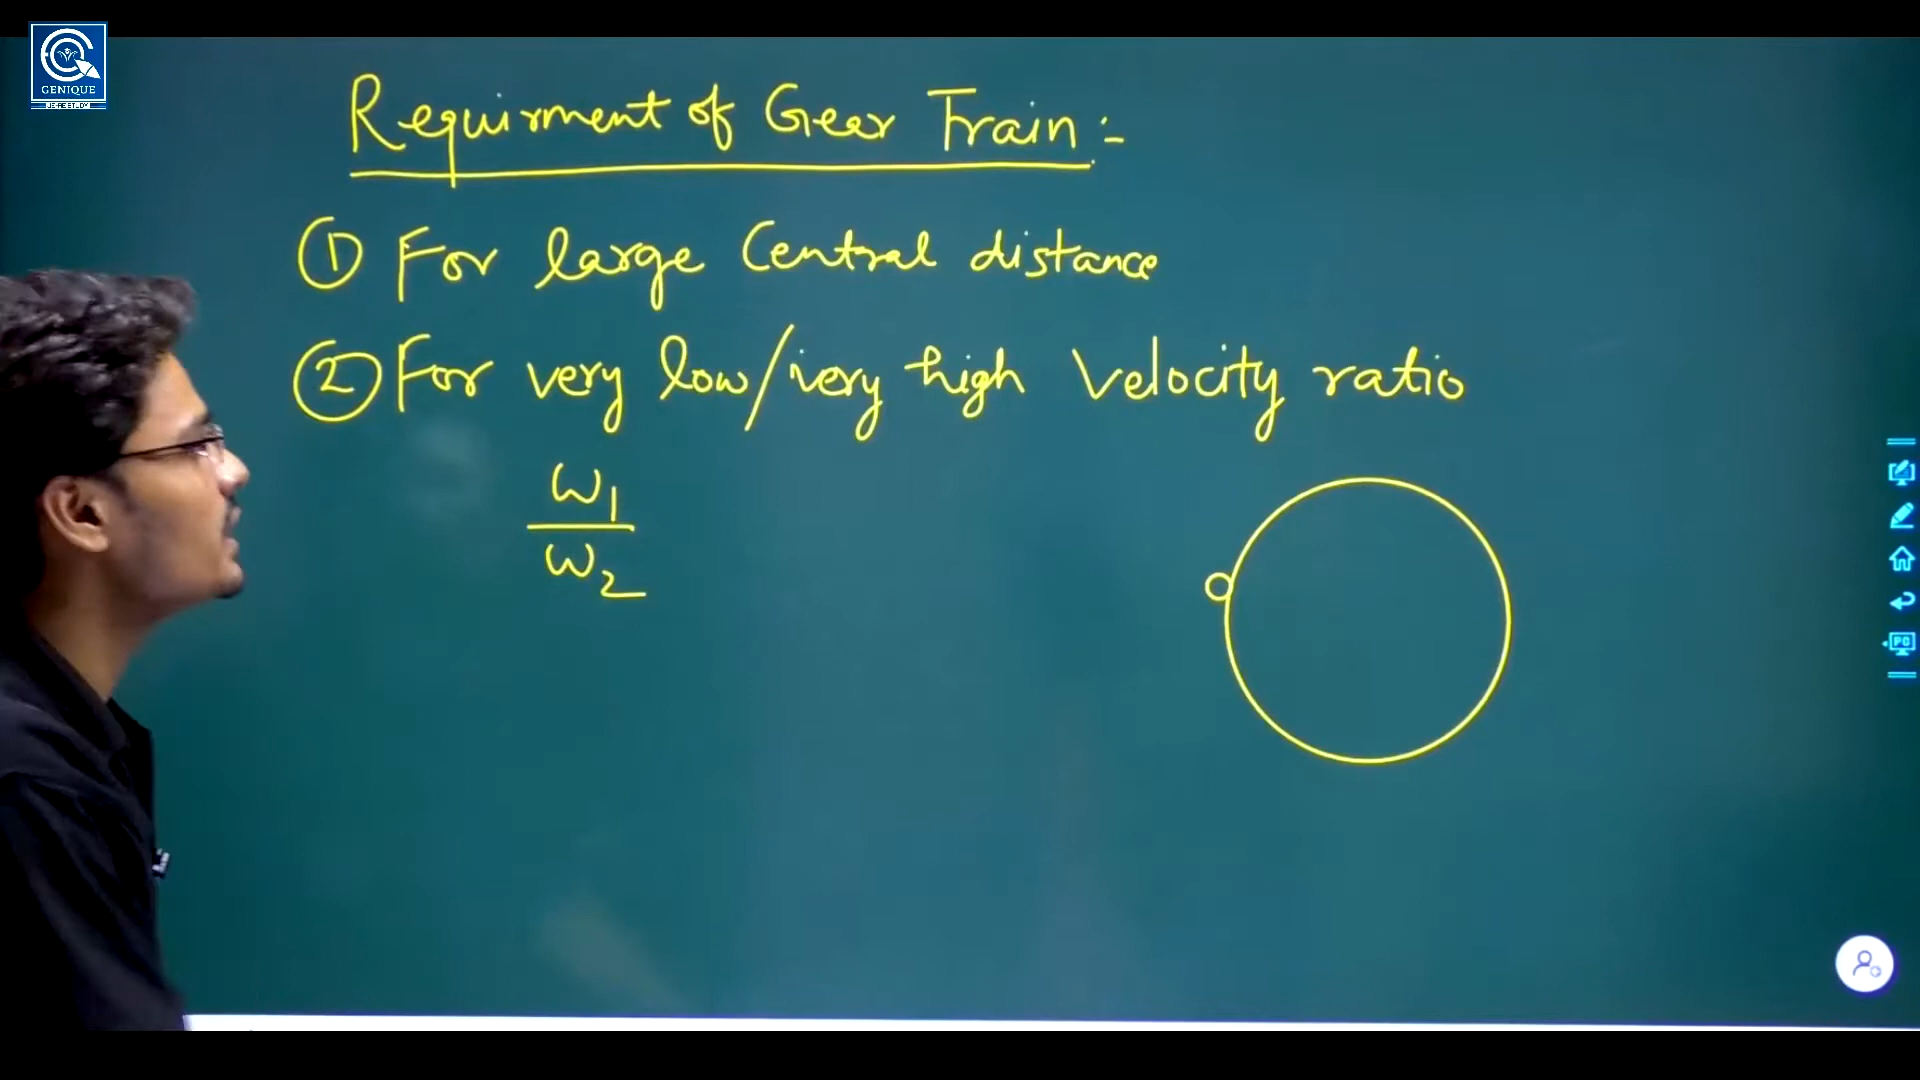 GENIQUE
Requirment of Gear Train :-
① For large Central distance
② For very low/very high Velocity ratio
ω1
ω2
PC